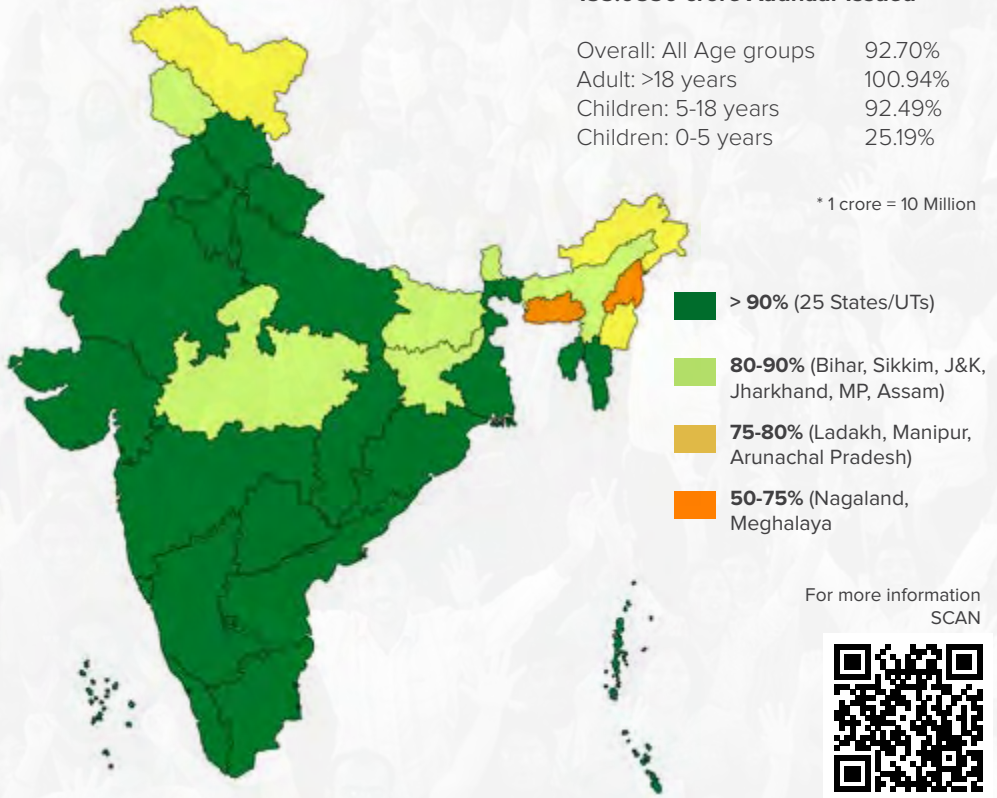 Overall: All Age groups 92.70%
Adult: >18 years 100.94%
Children: 5-18 years 92.49%
Children: 0-5 years 25.19%
* 1 crore = 10 Million
> 90% (25 States/UTs)
80-90% (Bihar, Sikkim, J&K,
Jharkhand, MP, Assam)
75-80% (Ladakh, Manipur,
Arunachal Pradesh)
50-75% (Nagaland,
Meghalaya
For more information
SCAN